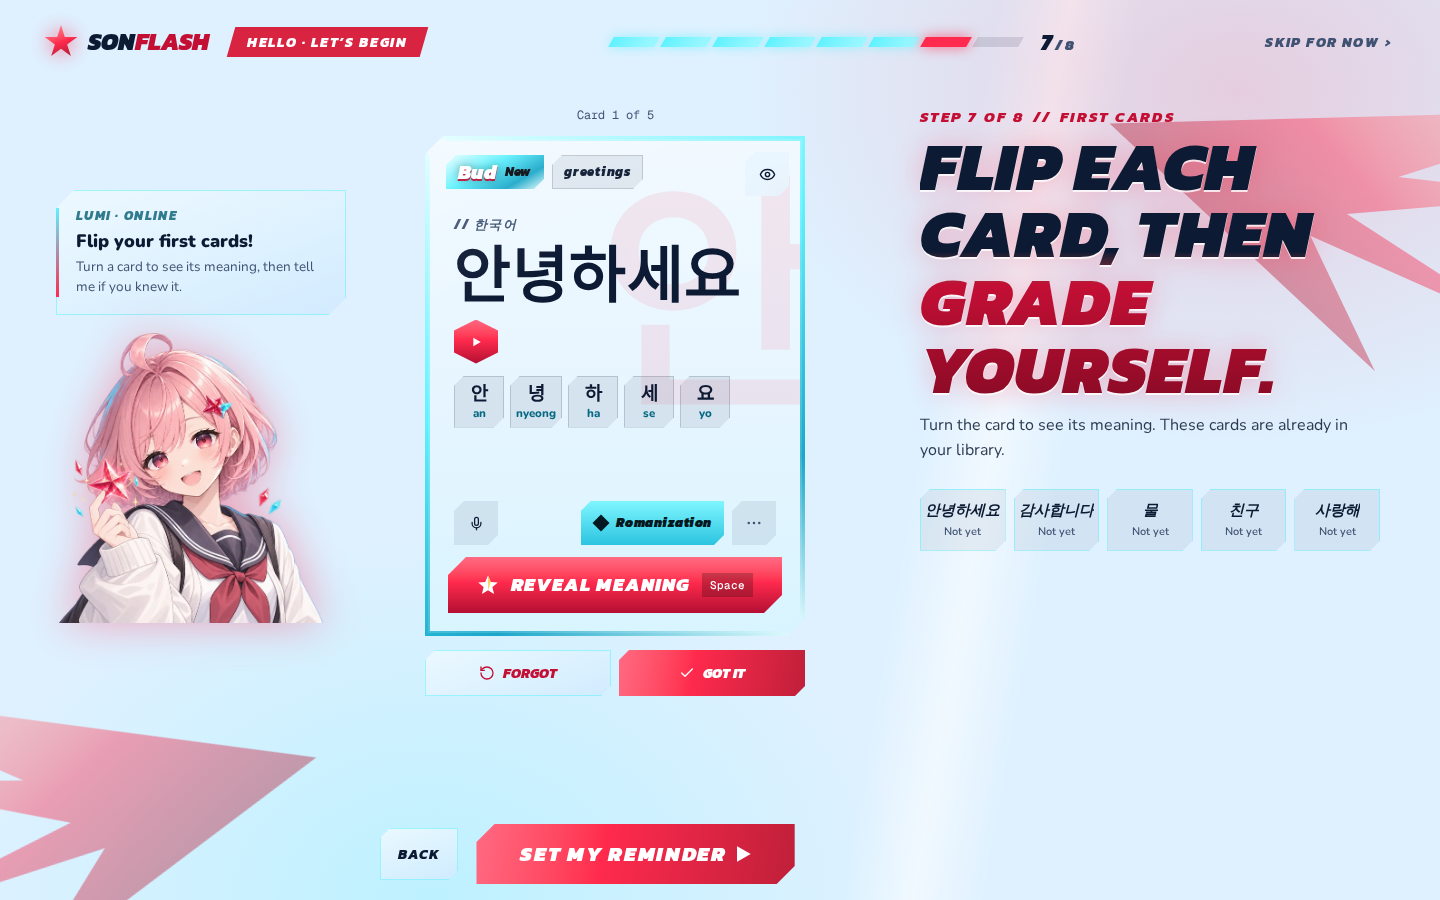 SONFLASH
HELLO · LET'S BEGIN
7 / 8
SKIP FOR NOW >
LUMI · ONLINE
Flip your first cards!
Turn a card to see its meaning, then tell
me if you knew it.
Card 1 of 5
Bud New
greetings
// 한국어
안녕하세요
안 녕 하 세 요
an nyeong ha se yo
Romanization
REVEAL MEANING Space
FORGOT
GOT IT
STEP 7 OF 8 // FIRST CARDS
FLIP EACH
CARD, THEN
GRADE
YOURSELF.
Turn the card to see its meaning. These cards are already in
your library.
안녕하세요 감사합니다 물 친구 사랑해
Not yet Not yet Not yet Not yet Not yet
BACK
SET MY REMINDER